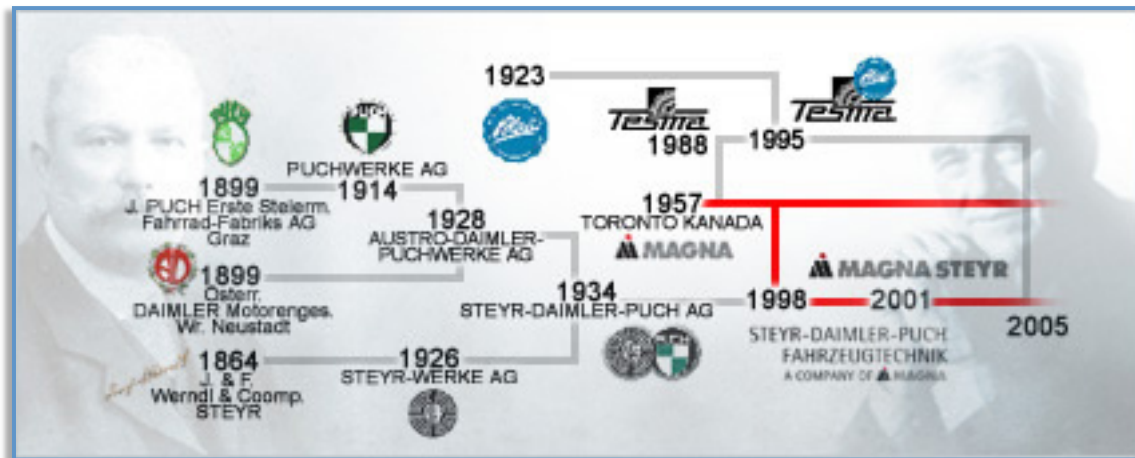 1923
TESMA
1988
TESMA
1995
PUCHWERKE AG
1914
1899
J. PUCH Erste Steierm.
Fahrrad-Fabriks AG
Graz
1928
AUSTRO-DAIMLER-
PUCHWERKE AG
1957
TORONTO KANADA
MAGNA
1899
Österr.
DAIMLER Motorenges.
Wr. Neustadt
1934
STEYR-DAIMLER-PUCH AG
MAGNA STEYR
1998
2001
2005
STEYR-DAIMLER-PUCH
FAHRZEUGTECHNIK
A COMPANY OF MAGNA
1864
J. & F.
Werndl & Coomp.
STEYR
1926
STEYR-WERKE AG